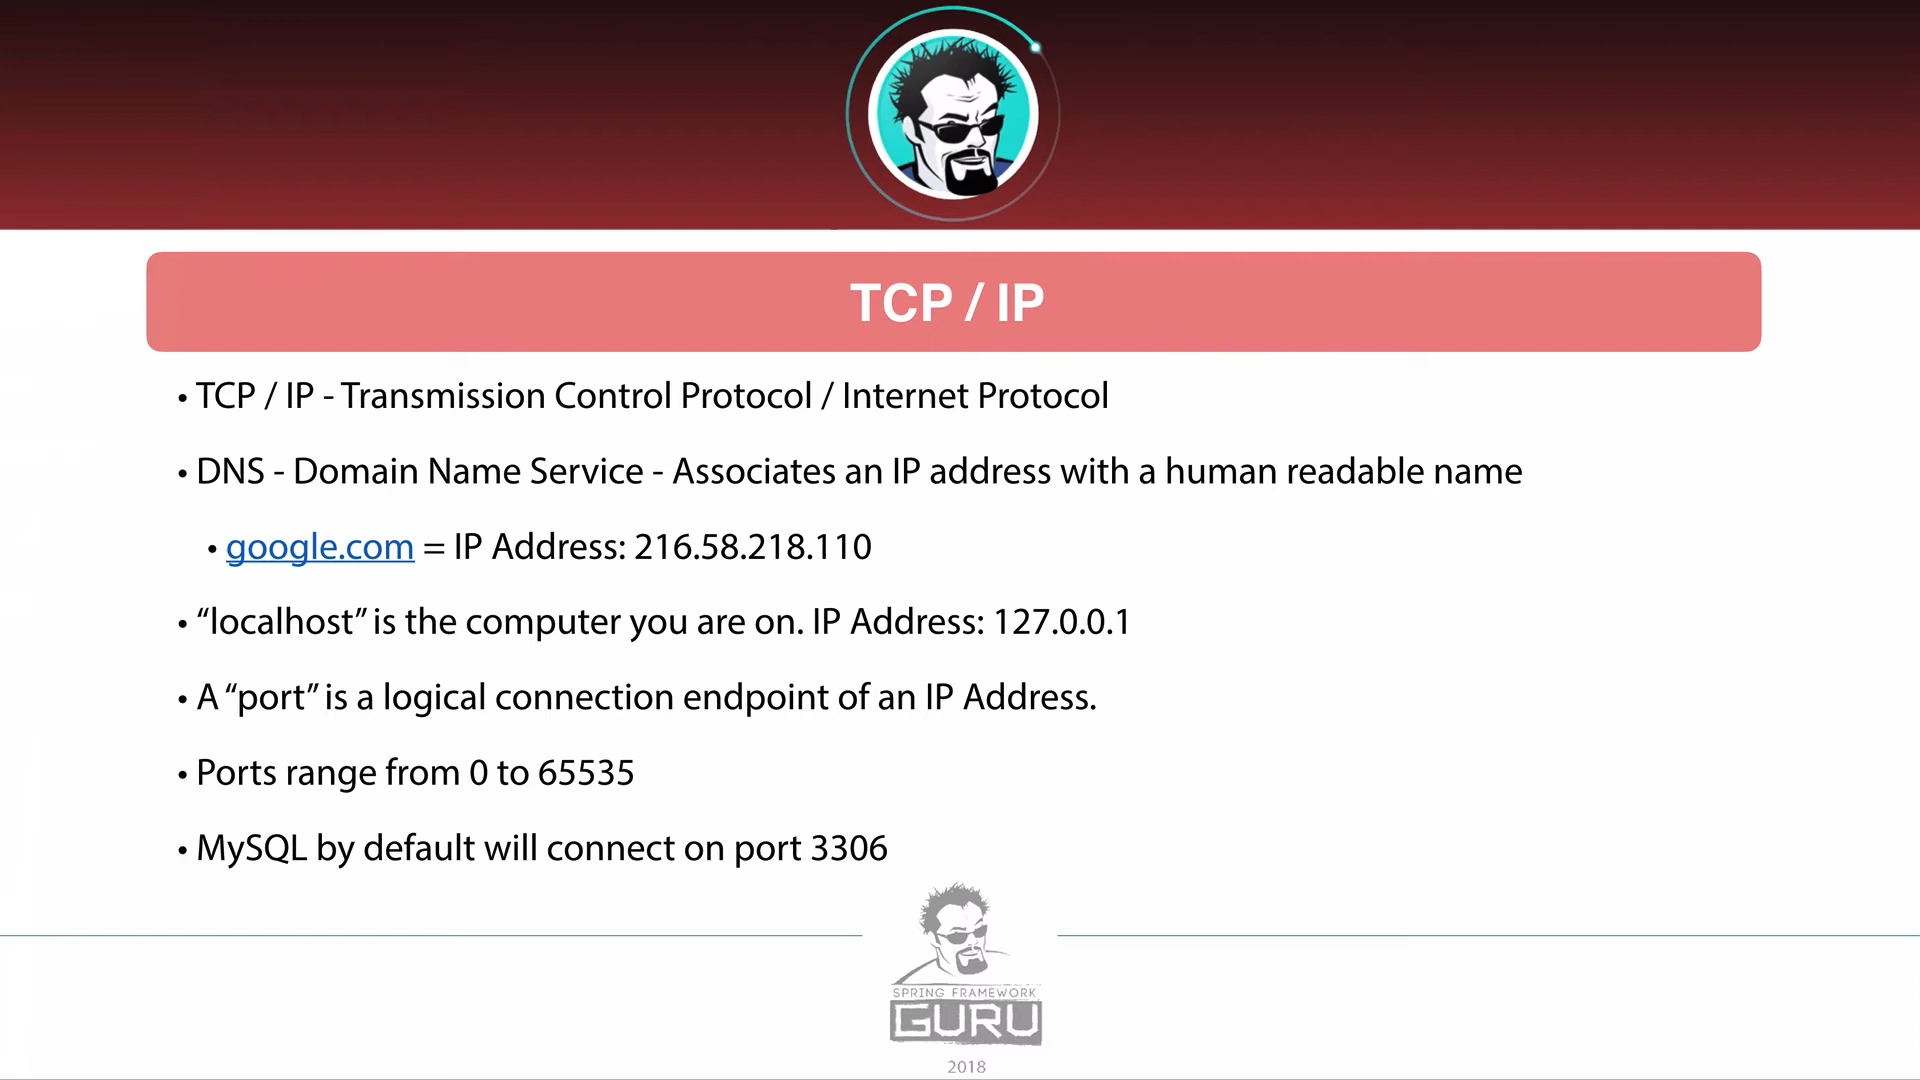 TCP / IP
• TCP / IP - Transmission Control Protocol / Internet Protocol
• DNS - Domain Name Service - Associates an IP address with a human readable name
• google.com = IP Address: 216.58.218.110
• “localhost” is the computer you are on. IP Address: 127.0.0.1
• A “port” is a logical connection endpoint of an IP Address.
• Ports range from 0 to 65535
• MySQL by default will connect on port 3306
SPRING FRAMEWORK
GURU
2018